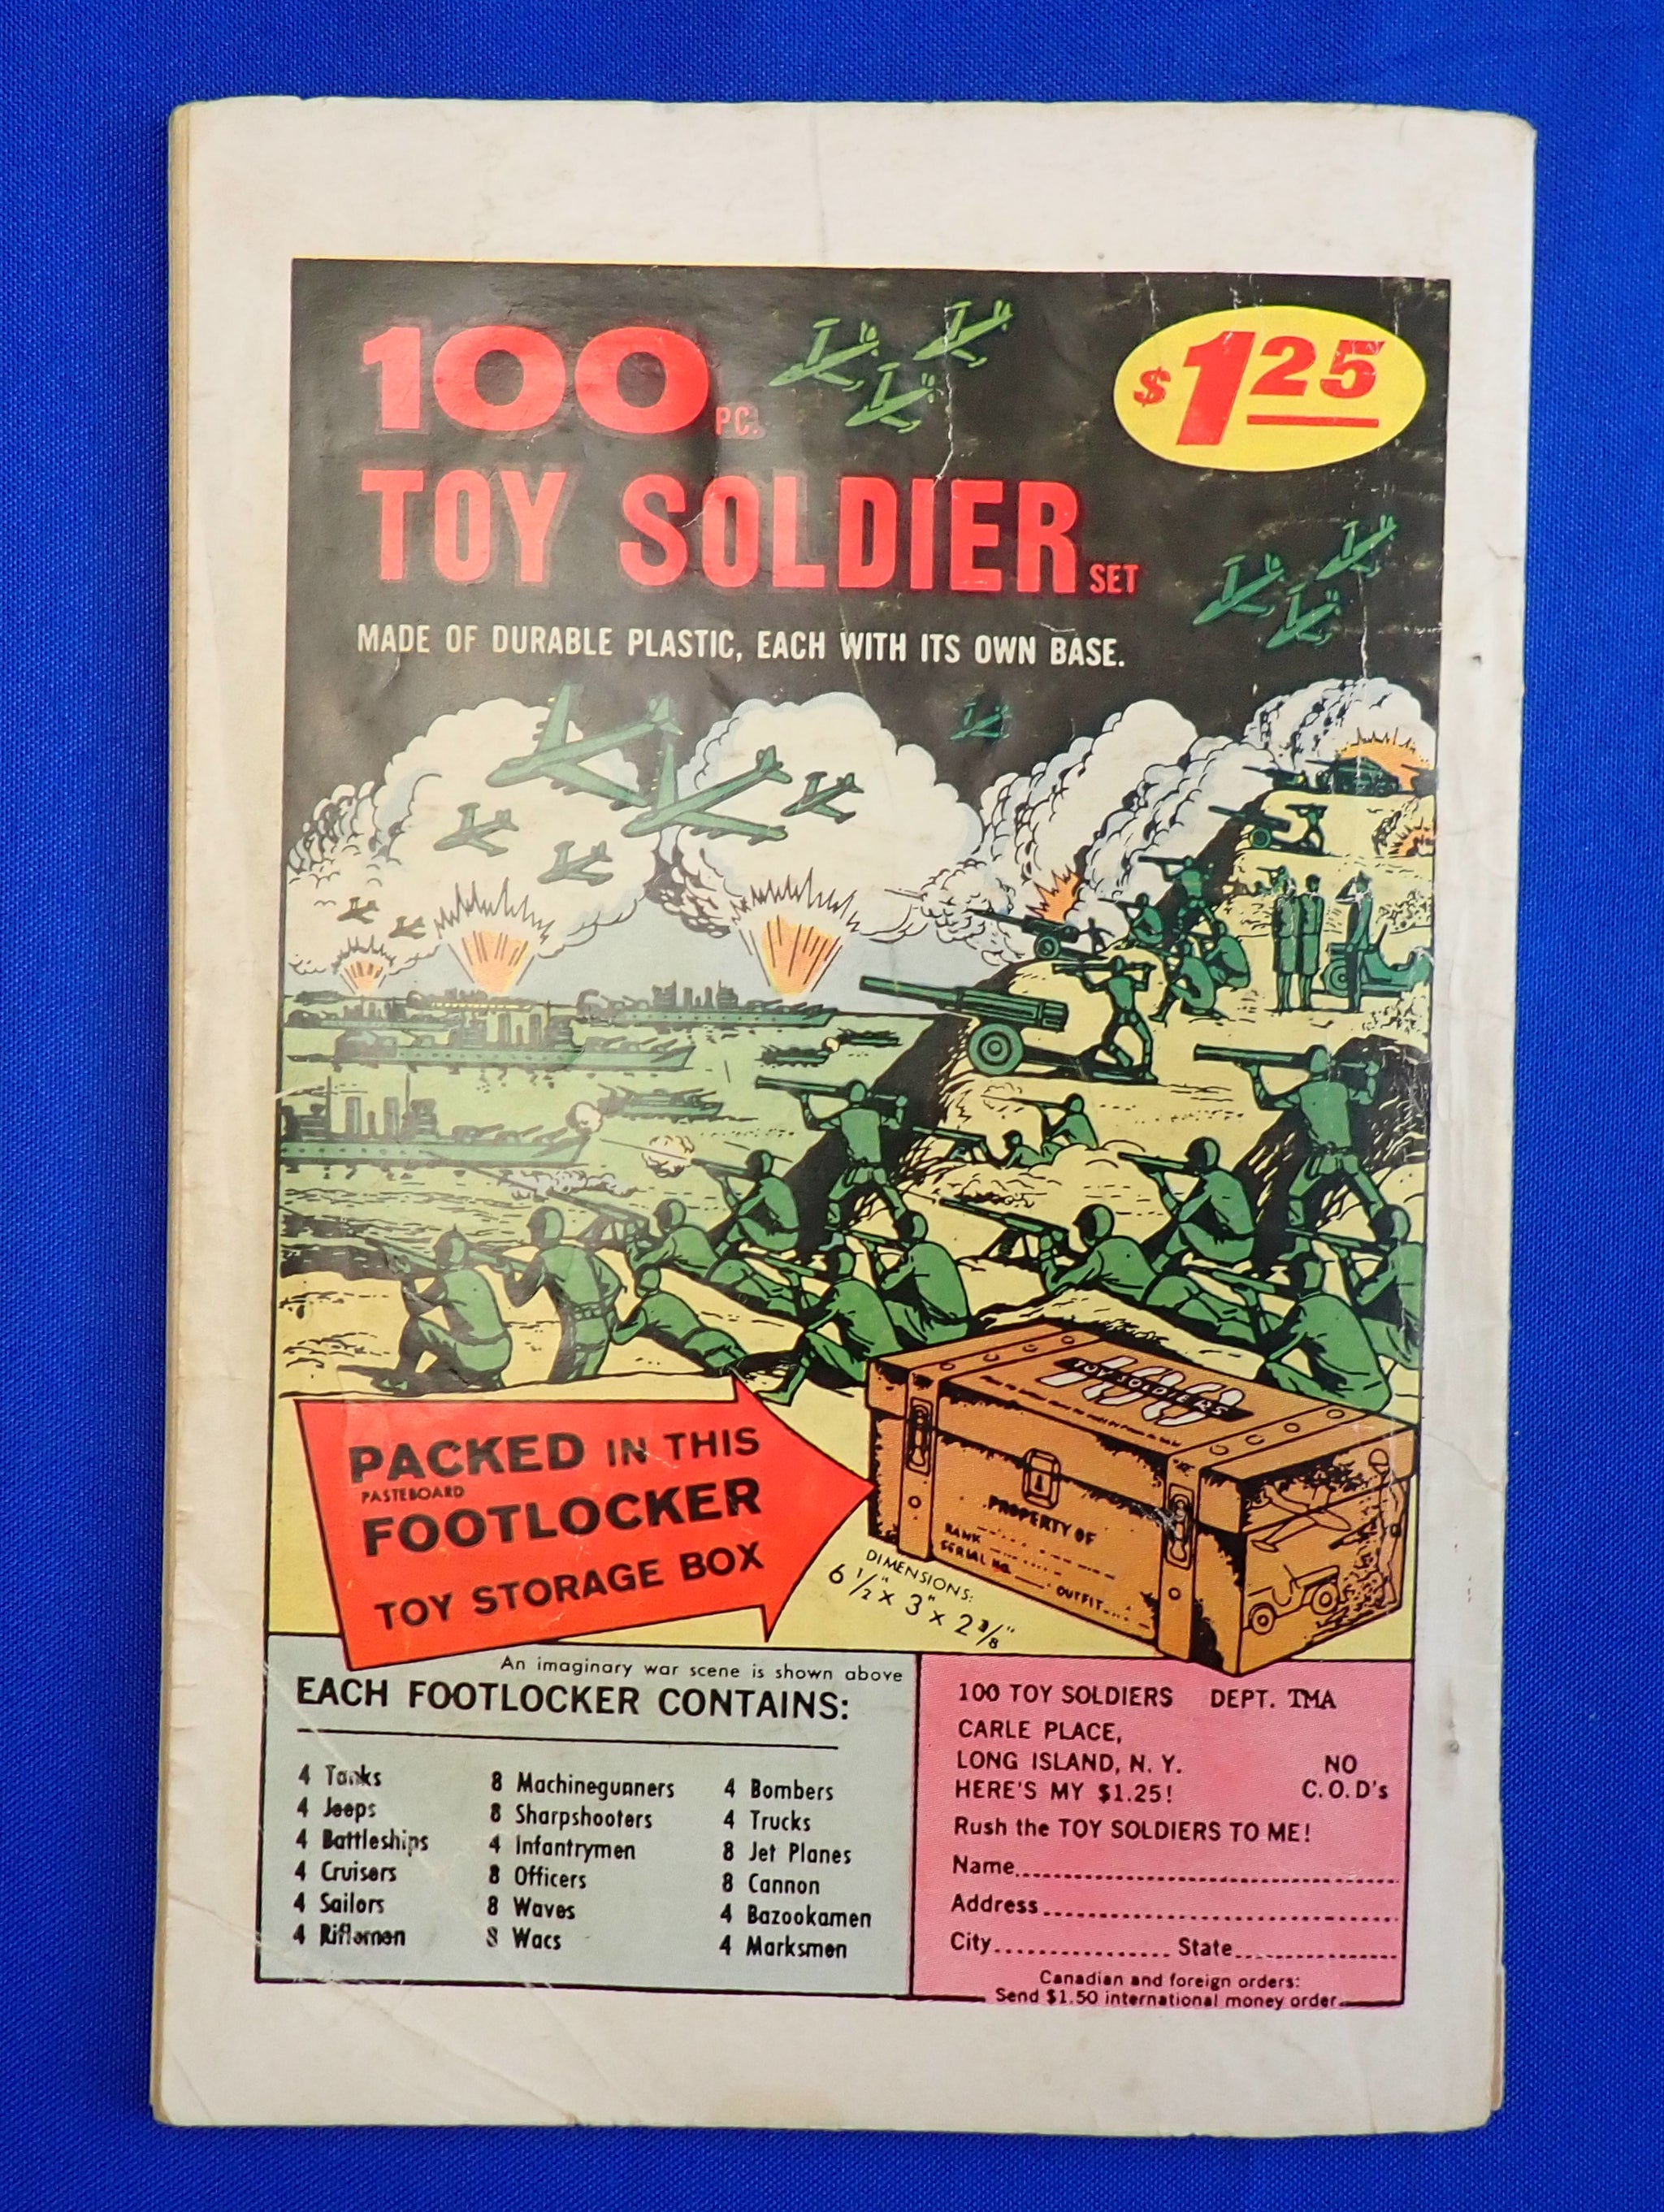 100 PC.
$1 25
TOY SOLDIER SET
MADE OF DURABLE PLASTIC, EACH WITH ITS OWN BASE.
PACKED IN THIS
PASTEBOARD
FOOTLOCKER
TOY STORAGE BOX
100
TOY SOLDIERS
PROPERTY OF
RANK
SERIAL NO.
OUTFIT
DIMENSIONS:
6 1/2" x 3" x 2 3/8"
An imaginary war scene is shown above
EACH FOOTLOCKER CONTAINS:
4 Tanks
4 Jeeps
4 Battleships
4 Cruisers
4 Sailors
4 Riflemen
8 Machinegunners
8 Sharpshooters
4 Infantrymen
8 Officers
8 Waves
8 Wacs
4 Bombers
4 Trucks
8 Jet Planes
8 Cannon
4 Bazookamen
4 Marksmen
100 TOY SOLDIERS DEPT. TMA
CARLE PLACE,
LONG ISLAND, N. Y.
HERE'S MY $1.25!
NO
C.O.D's
Rush the TOY SOLDIERS TO ME!
Name
Address
City State
Canadian and foreign orders:
Send $1.50 international money order